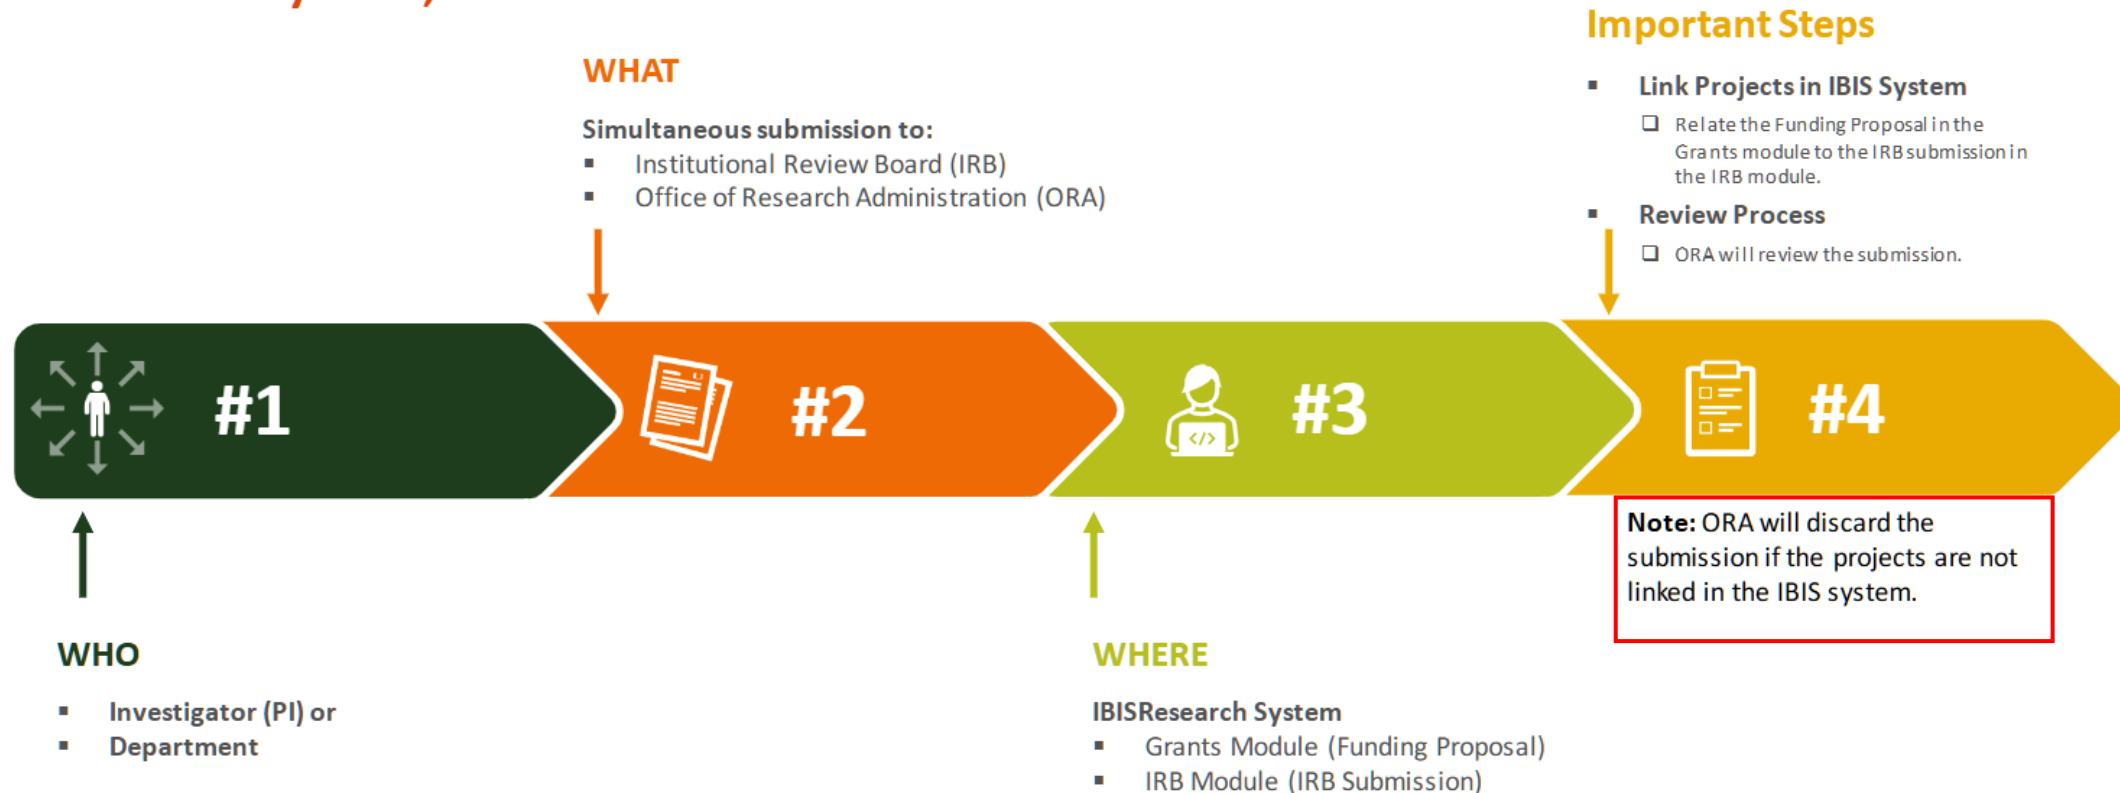 WHAT
Simultaneous submission to:
▪ Institutional Review Board (IRB)
▪ Office of Research Administration (ORA)
Important Steps
▪ Link Projects in IBIS System
❑ Relate the Funding Proposal in the
Grants module to the IRB submission in
the IRB module.
▪ Review Process
❑ ORA will review the submission.
#1
#2
#3
#4
Note: ORA will discard the
submission if the projects are not
linked in the IBIS system.
WHO
▪ Investigator (PI) or
▪ Department
WHERE
IBISResearch System
▪ Grants Module (Funding Proposal)
▪ IRB Module (IRB Submission)